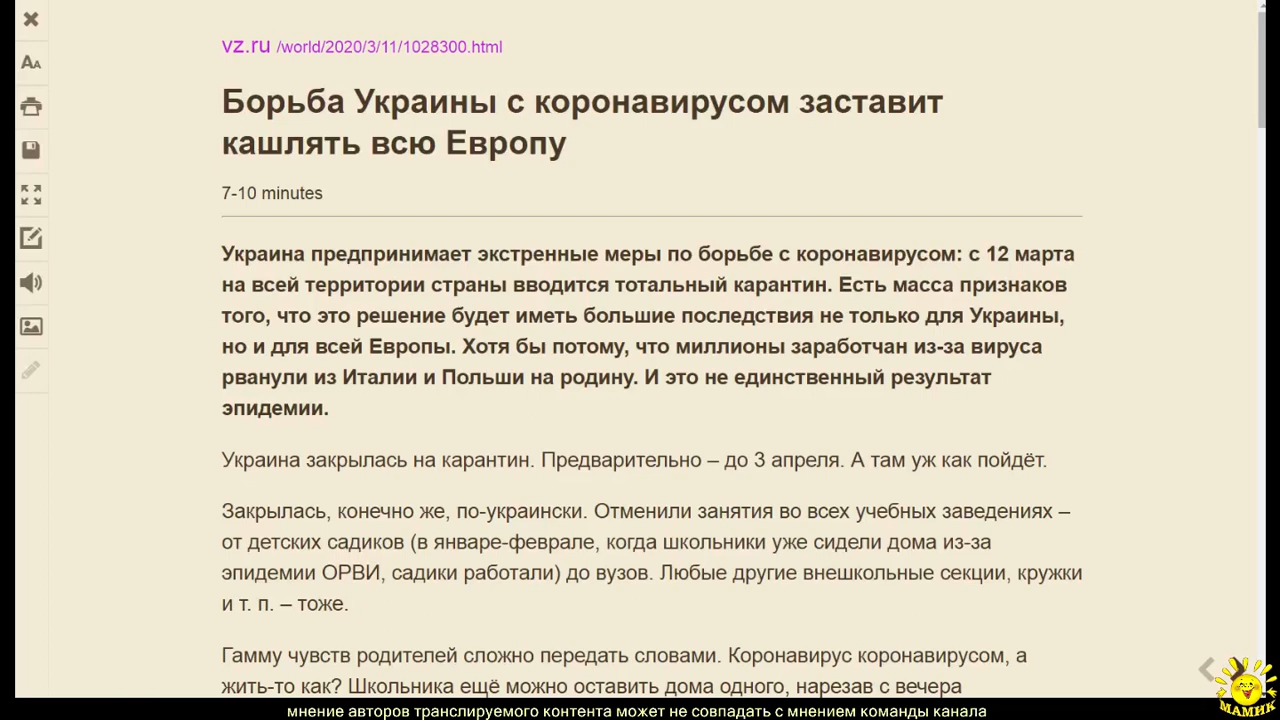 vz.ru /world/2020/3/11/1028300.html
Борьба Украины с коронавирусом заставит
кашлять всю Европу
7-10 minutes
Украина предпринимает экстренные меры по борьбе с коронавирусом: с 12 марта
на всей территории страны вводится тотальный карантин. Есть масса признаков
того, что это решение будет иметь большие последствия не только для Украины,
но и для всей Европы. Хотя бы потому, что миллионы заработчан из-за вируса
рванули из Италии и Польши на родину. И это не единственный результат
эпидемии.
Украина закрылась на карантин. Предварительно – до 3 апреля. А там уж как пойдёт.
Закрылась, конечно же, по-украински. Отменили занятия во всех учебных заведениях –
от детских садиков (в январе-феврале, когда школьники уже сидели дома из-за
эпидемии ОРВИ, садики работали) до вузов. Любые другие внешкольные секции, кружки
и т. п. – тоже.
Гамму чувств родителей сложно передать словами. Коронавирус коронавирусом, а
жить-то как? Школьника ещё можно оставить дома одного, нарезав с вечера
МАМИК
мнение авторов транслируемого контента может не совпадать с мнением команды канала